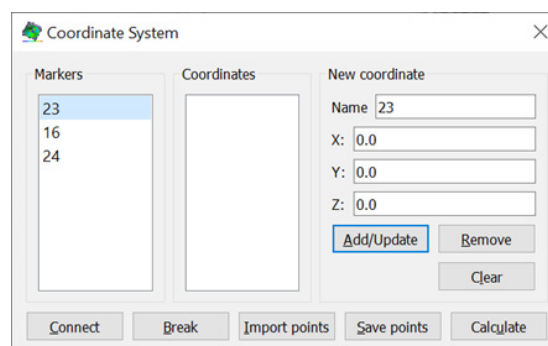 Coordinate System
Markers
23
16
24
Coordinates
New coordinate
Name 23
X: 0.0
Y: 0.0
Z: 0.0
Add/Update Remove
Clear
Connect Break Import points Save points Calculate